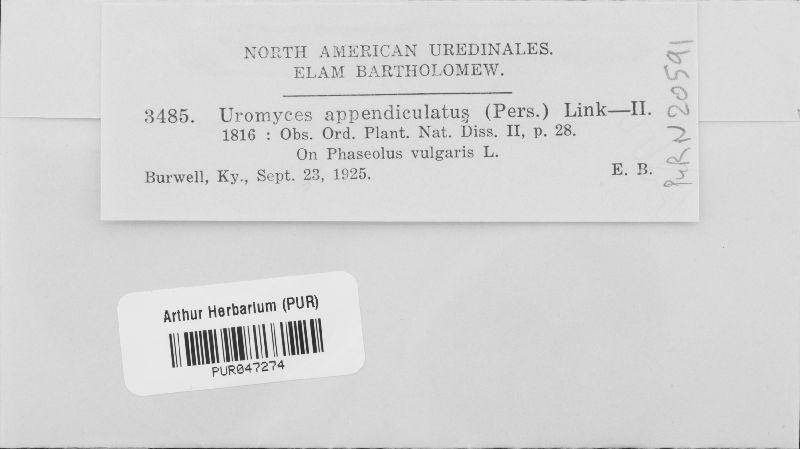 NORTH AMERICAN UREDINALES.
ELAM BARTHOLOMEW.
3485. Uromyces appendiculatus (Pers.) Link—II.
1816 : Obs. Ord. Plant. Nat. Diss. II, p. 28.
On Phaseolus vulgaris L.
Burwell, Ky., Sept. 23, 1925. E. B.
PUR N20591
Arthur Herbarium (PUR)
PUR047274